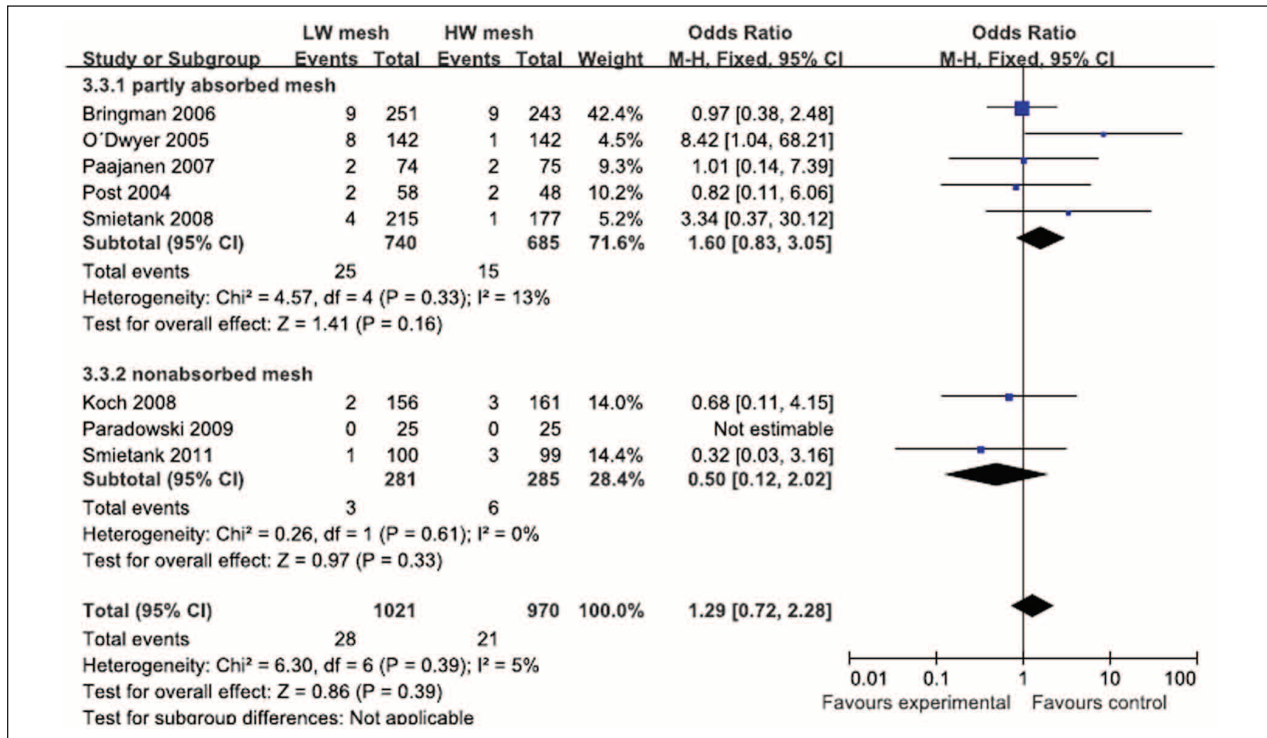 LW mesh HW mesh Odds Ratio Odds Ratio
Study or Subgroup Events Total Events Total Weight M-H, Fixed, 95% CI M-H, Fixed, 95% CI
3.3.1 partly absorbed mesh
Bringman 2006 9 251 9 243 42.4% 0.97 [0.38, 2.48]
O´Dwyer 2005 8 142 1 142 4.5% 8.42 [1.04, 68.21]
Paajanen 2007 2 74 2 75 9.3% 1.01 [0.14, 7.39]
Post 2004 2 58 2 48 10.2% 0.82 [0.11, 6.06]
Smietank 2008 4 215 1 177 5.2% 3.34 [0.37, 30.12]
Subtotal (95% CI) 740 685 71.6% 1.60 [0.83, 3.05]
Total events 25 15
Heterogeneity: Chi² = 4.57, df = 4 (P = 0.33); I² = 13%
Test for overall effect: Z = 1.41 (P = 0.16)
3.3.2 nonabsorbed mesh
Koch 2008 2 156 3 161 14.0% 0.68 [0.11, 4.15]
Paradowski 2009 0 25 0 25 Not estimable
Smietank 2011 1 100 3 99 14.4% 0.32 [0.03, 3.16]
Subtotal (95% CI) 281 285 28.4% 0.50 [0.12, 2.02]
Total events 3 6
Heterogeneity: Chi² = 0.26, df = 1 (P = 0.61); I² = 0%
Test for overall effect: Z = 0.97 (P = 0.33)
Total (95% CI) 1021 970 100.0% 1.29 [0.72, 2.28]
Total events 28 21
Heterogeneity: Chi² = 6.30, df = 6 (P = 0.39); I² = 5%
Test for overall effect: Z = 0.86 (P = 0.39)
Test for subgroup differences: Not applicable
0.01 0.1 1 10 100
Favours experimental Favours control